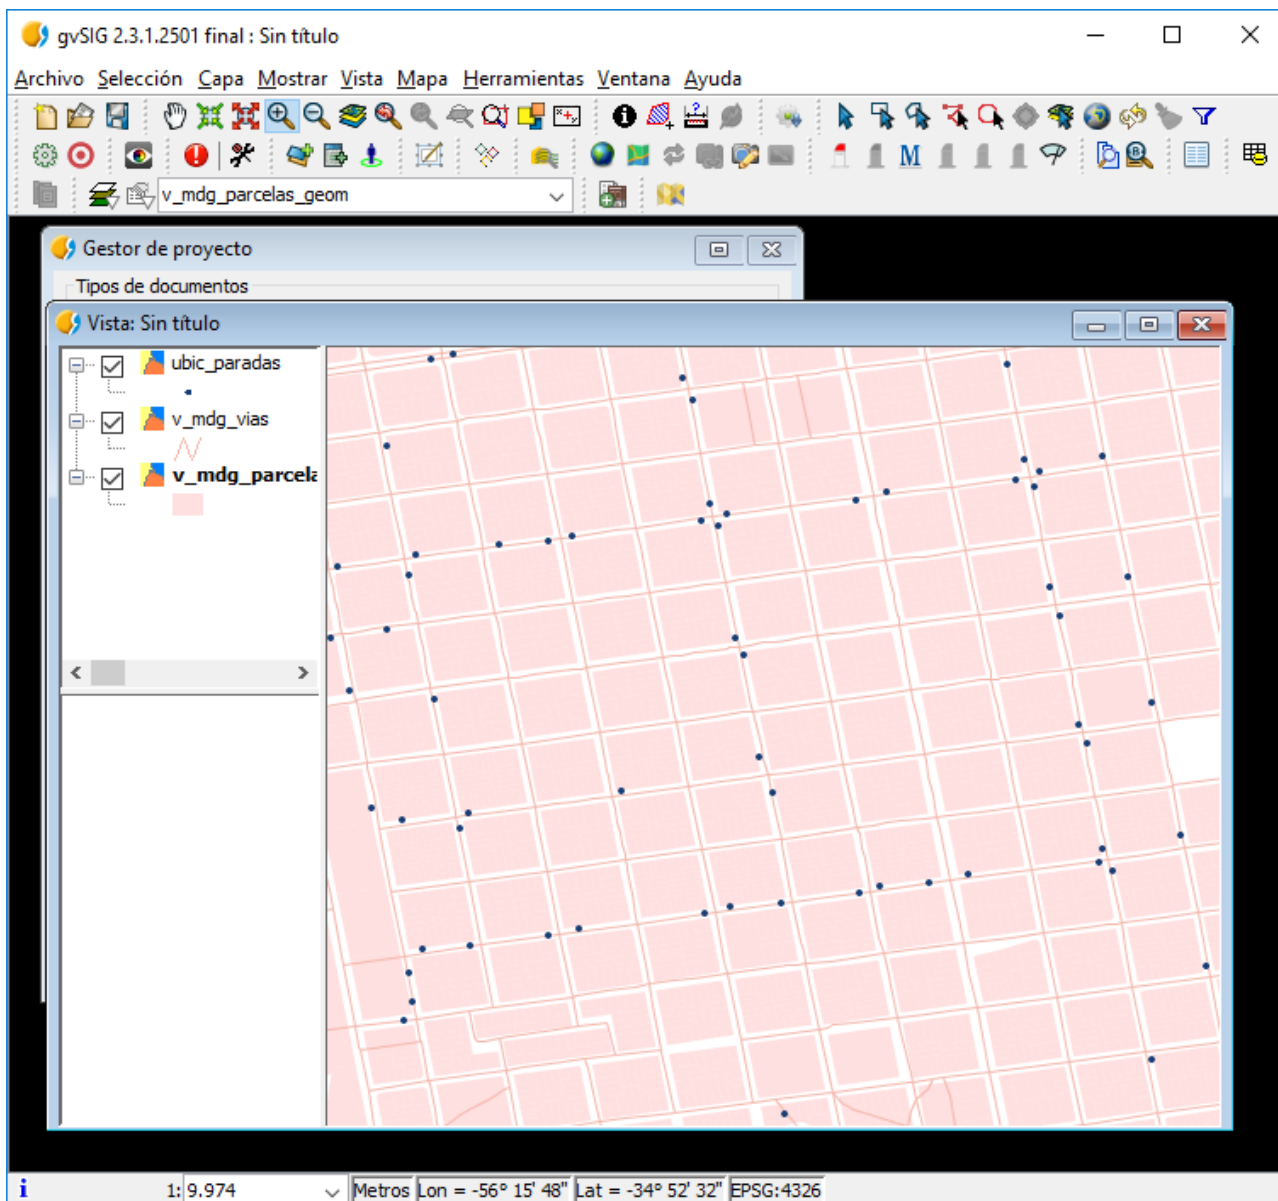 gvSIG 2.3.1.2501 final : Sin título
Archivo Selección Capa Mostrar Vista Mapa Herramientas Ventana Ayuda
v_mdg_parcelas_geom
Gestor de proyecto
Tipos de documentos
Vista: Sin título
ubic_paradas
v_mdg_vias
v_mdg_parcela
1: 9.974 Metros Lon = -56° 15' 48" Lat = -34° 52' 32" EPSG:4326